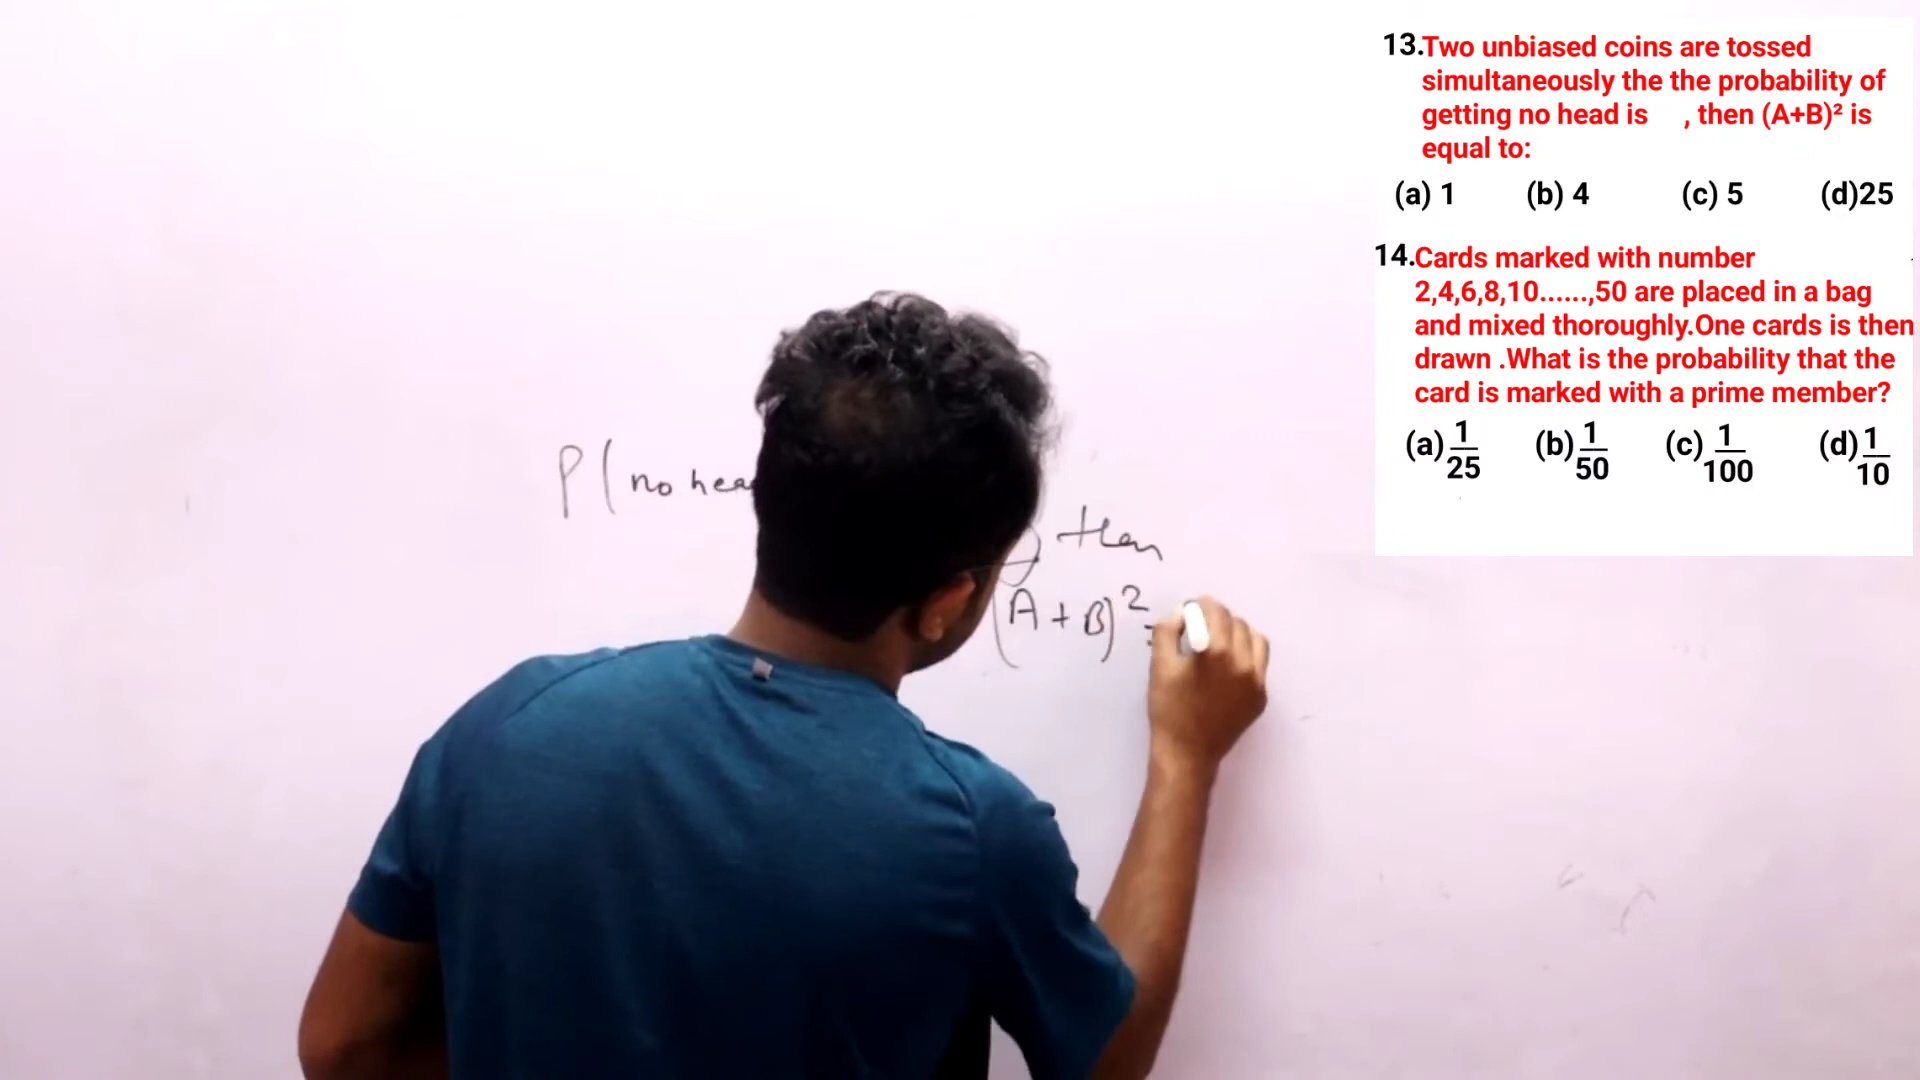 13.Two unbiased coins are tossed
simultaneously the the probability of
getting no head is , then (A+B)² is
equal to:
(a) 1 (b) 4 (c) 5 (d)25
14.Cards marked with number
2,4,6,8,10......,50 are placed in a bag
and mixed thoroughly.One cards is then
drawn .What is the probability that the
card is marked with a prime member?
(a) 1/25 (b) 1/50 (c) 1/100 (d) 1/10
P(no hea
then
(A+B)²